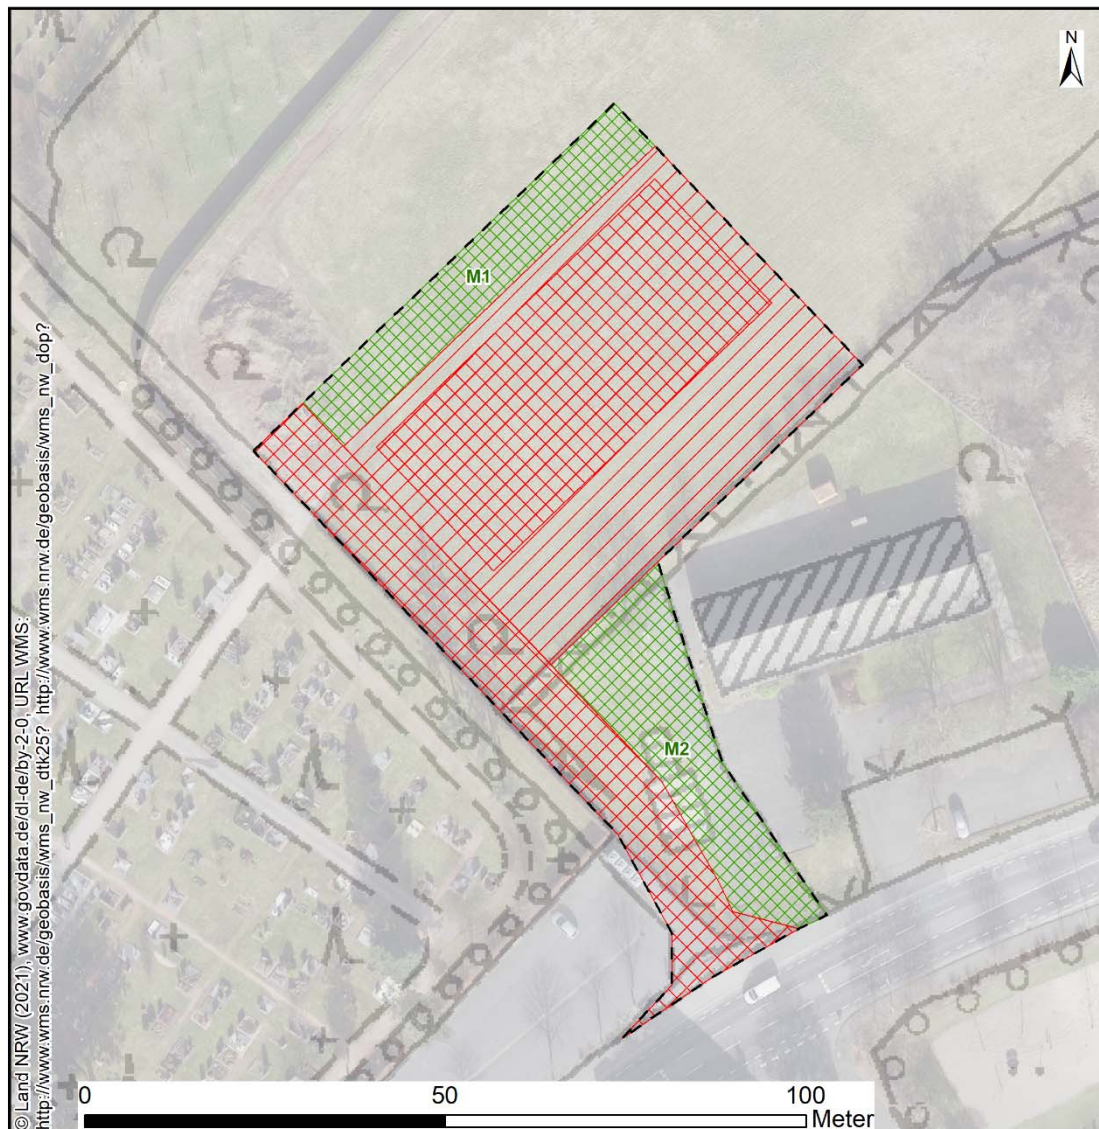 N
M1
M2
© Land NRW (2021), www.govdata.de/dl-de/by-2-0, URL WMS:
http://www.wms.nrw.de/geobasis/wms_nw_dtk25? http://www.wms.nrw.de/geobasis/wms_nw_dop?
0 50 100
Meter